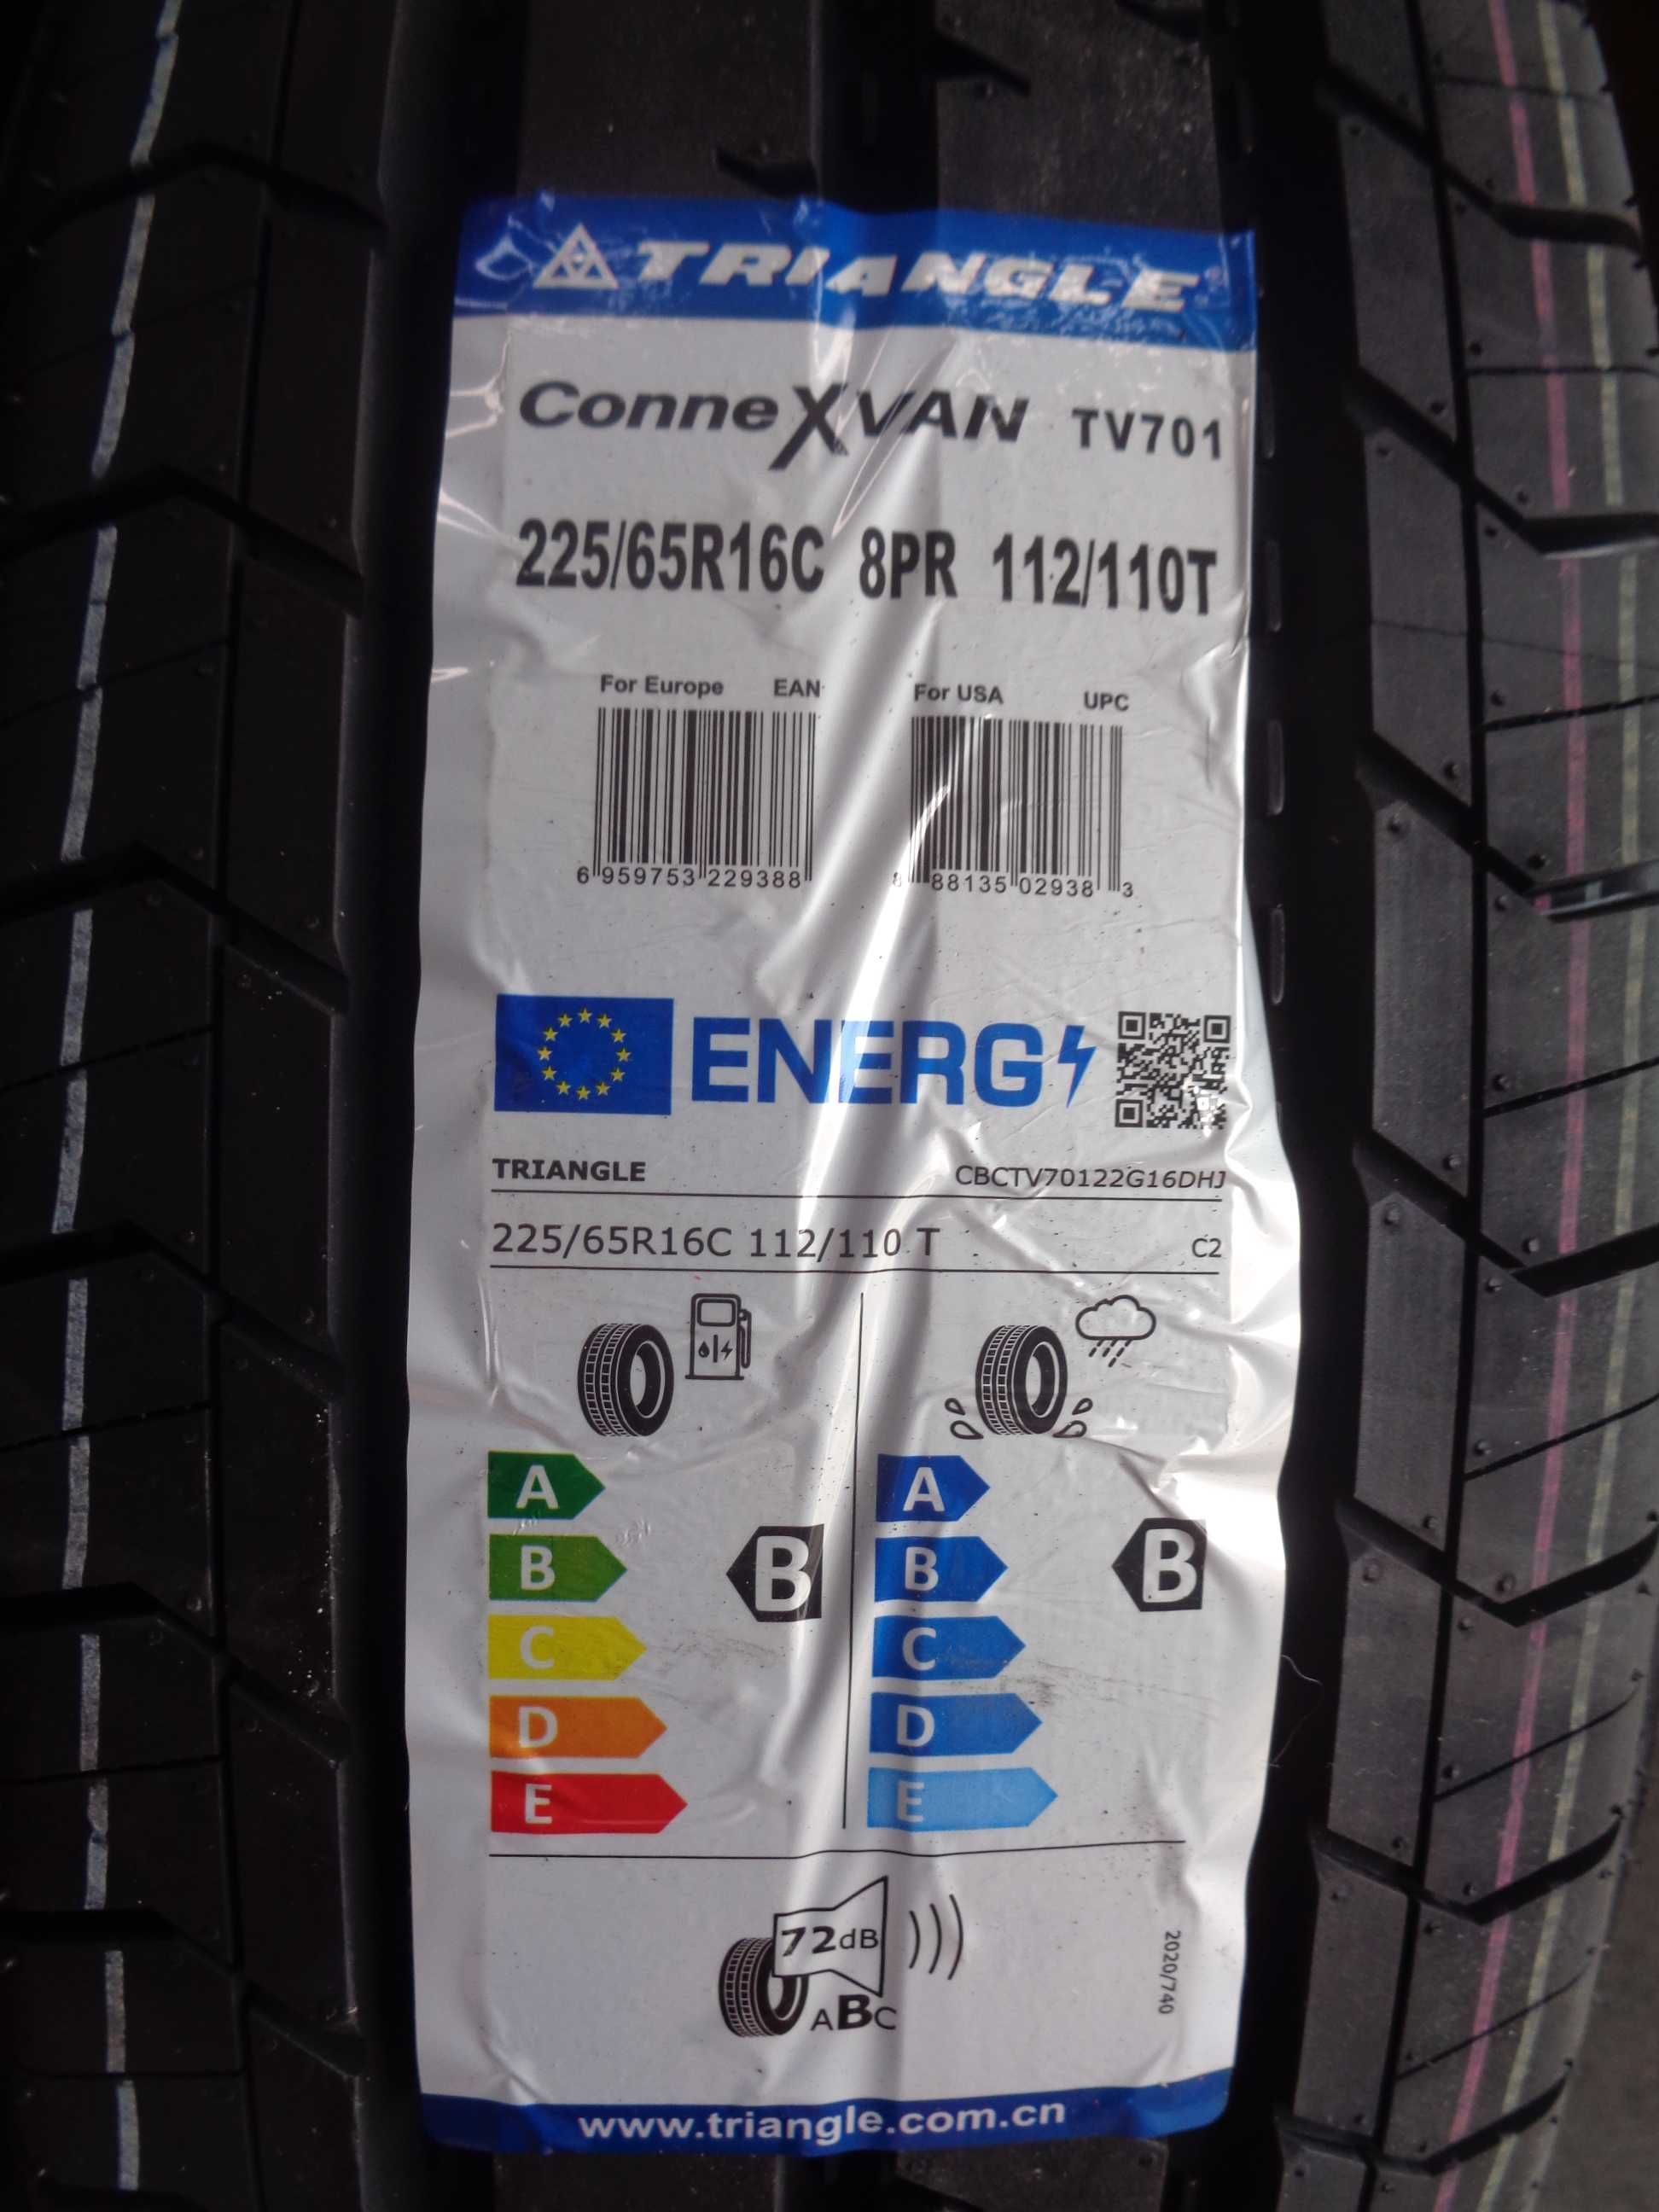 TRIANGLE
ConneXVAN TV701
225/65R16C 8PR 112/110T
For Europe EAN
For USA UPC
6 959753 229388
8 88135 02938 3
ENERG
TRIANGLE CBCTV70122G16DHJ
225/65R16C 112/110 T C2
A
B
C
D
E
B
A
B
C
D
E
B
72dB
ABC
2020/740
www.triangle.com.cn